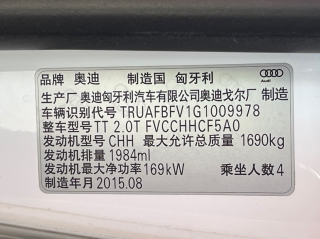 品牌 奥迪 制造国 匈牙利
Audi
生产厂 奥迪匈牙利汽车有限公司奥迪戈尔厂 制造
车辆识别代号 TRUAFBFV1G1009978
整车型号 TT 2.0T FVCCHHCF5A0
发动机型号 CHH 最大允许总质量 1690kg
发动机排量 1984ml
发动机最大净功率 169kW 乘坐人数 4
制造年月 2015.08